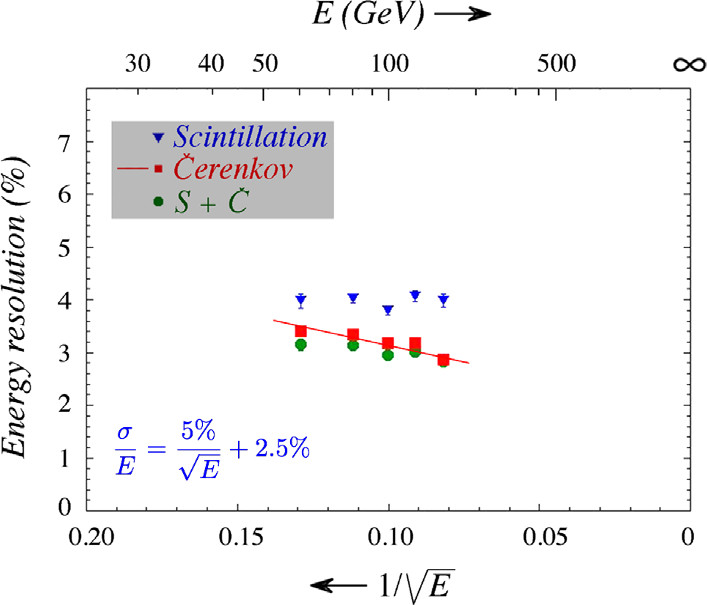 E (GeV) →
30 40 50 100 500 ∞
Energy resolution (%)
7
6
5
4
3
2
1
0
Scintillation
Čerenkov
S + Č
σ/E = 5%/√E + 2.5%
0.20 0.15 0.10 0.05 0
← 1/√E